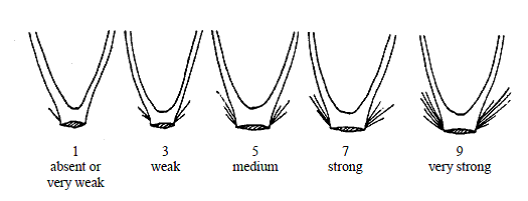 1 3 5 7 9
absent or weak medium strong very strong
very weak